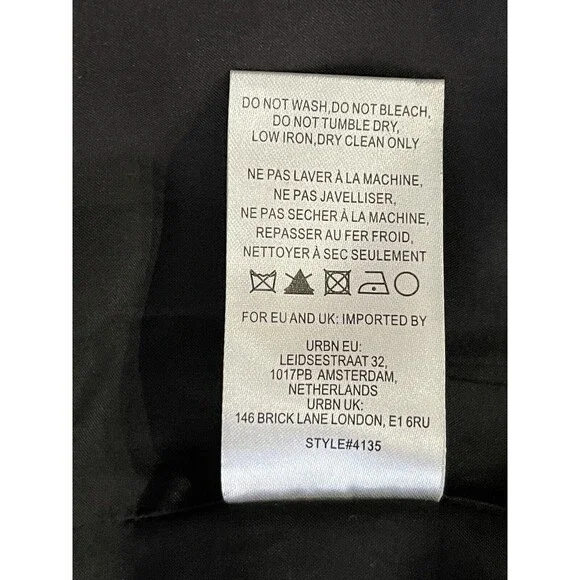 DO NOT WASH,DO NOT BLEACH,
DO NOT TUMBLE DRY,
LOW IRON,DRY CLEAN ONLY
NE PAS LAVER À LA MACHINE,
NE PAS JAVELLISER,
NE PAS SECHER À LA MACHINE,
REPASSER AU FER FROID,
NETTOYER À SEC SEULEMENT
FOR EU AND UK: IMPORTED BY
URBN EU:
LEIDSESTRAAT 32,
1017PB AMSTERDAM,
NETHERLANDS
URBN UK:
146 BRICK LANE LONDON, E1 6RU
STYLE#4135